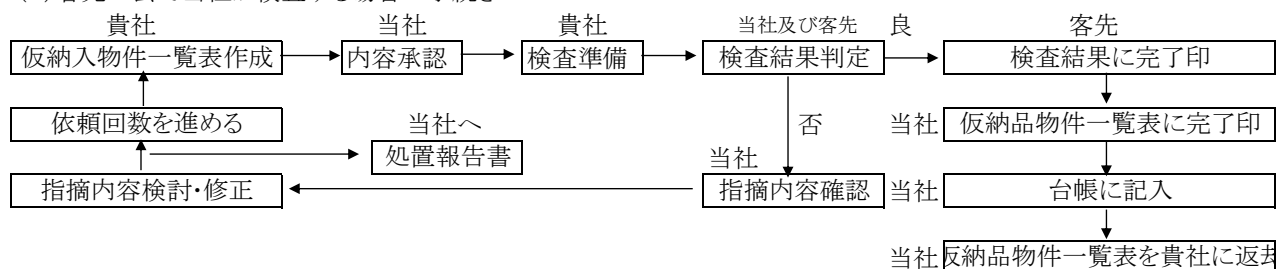 貴社 当社 貴社 当社及び客先 良 客先
仮納入物件一覧表作成 内容承認 検査準備 検査結果判定 検査結果に完了印
依頼回数を進める 当社へ 否 当社 仮納品物件一覧表に完了印
処置報告書 当社
指摘内容検討・修正 指摘内容確認 当社 台帳に記入
当社 仮納品物件一覧表を貴社に返却